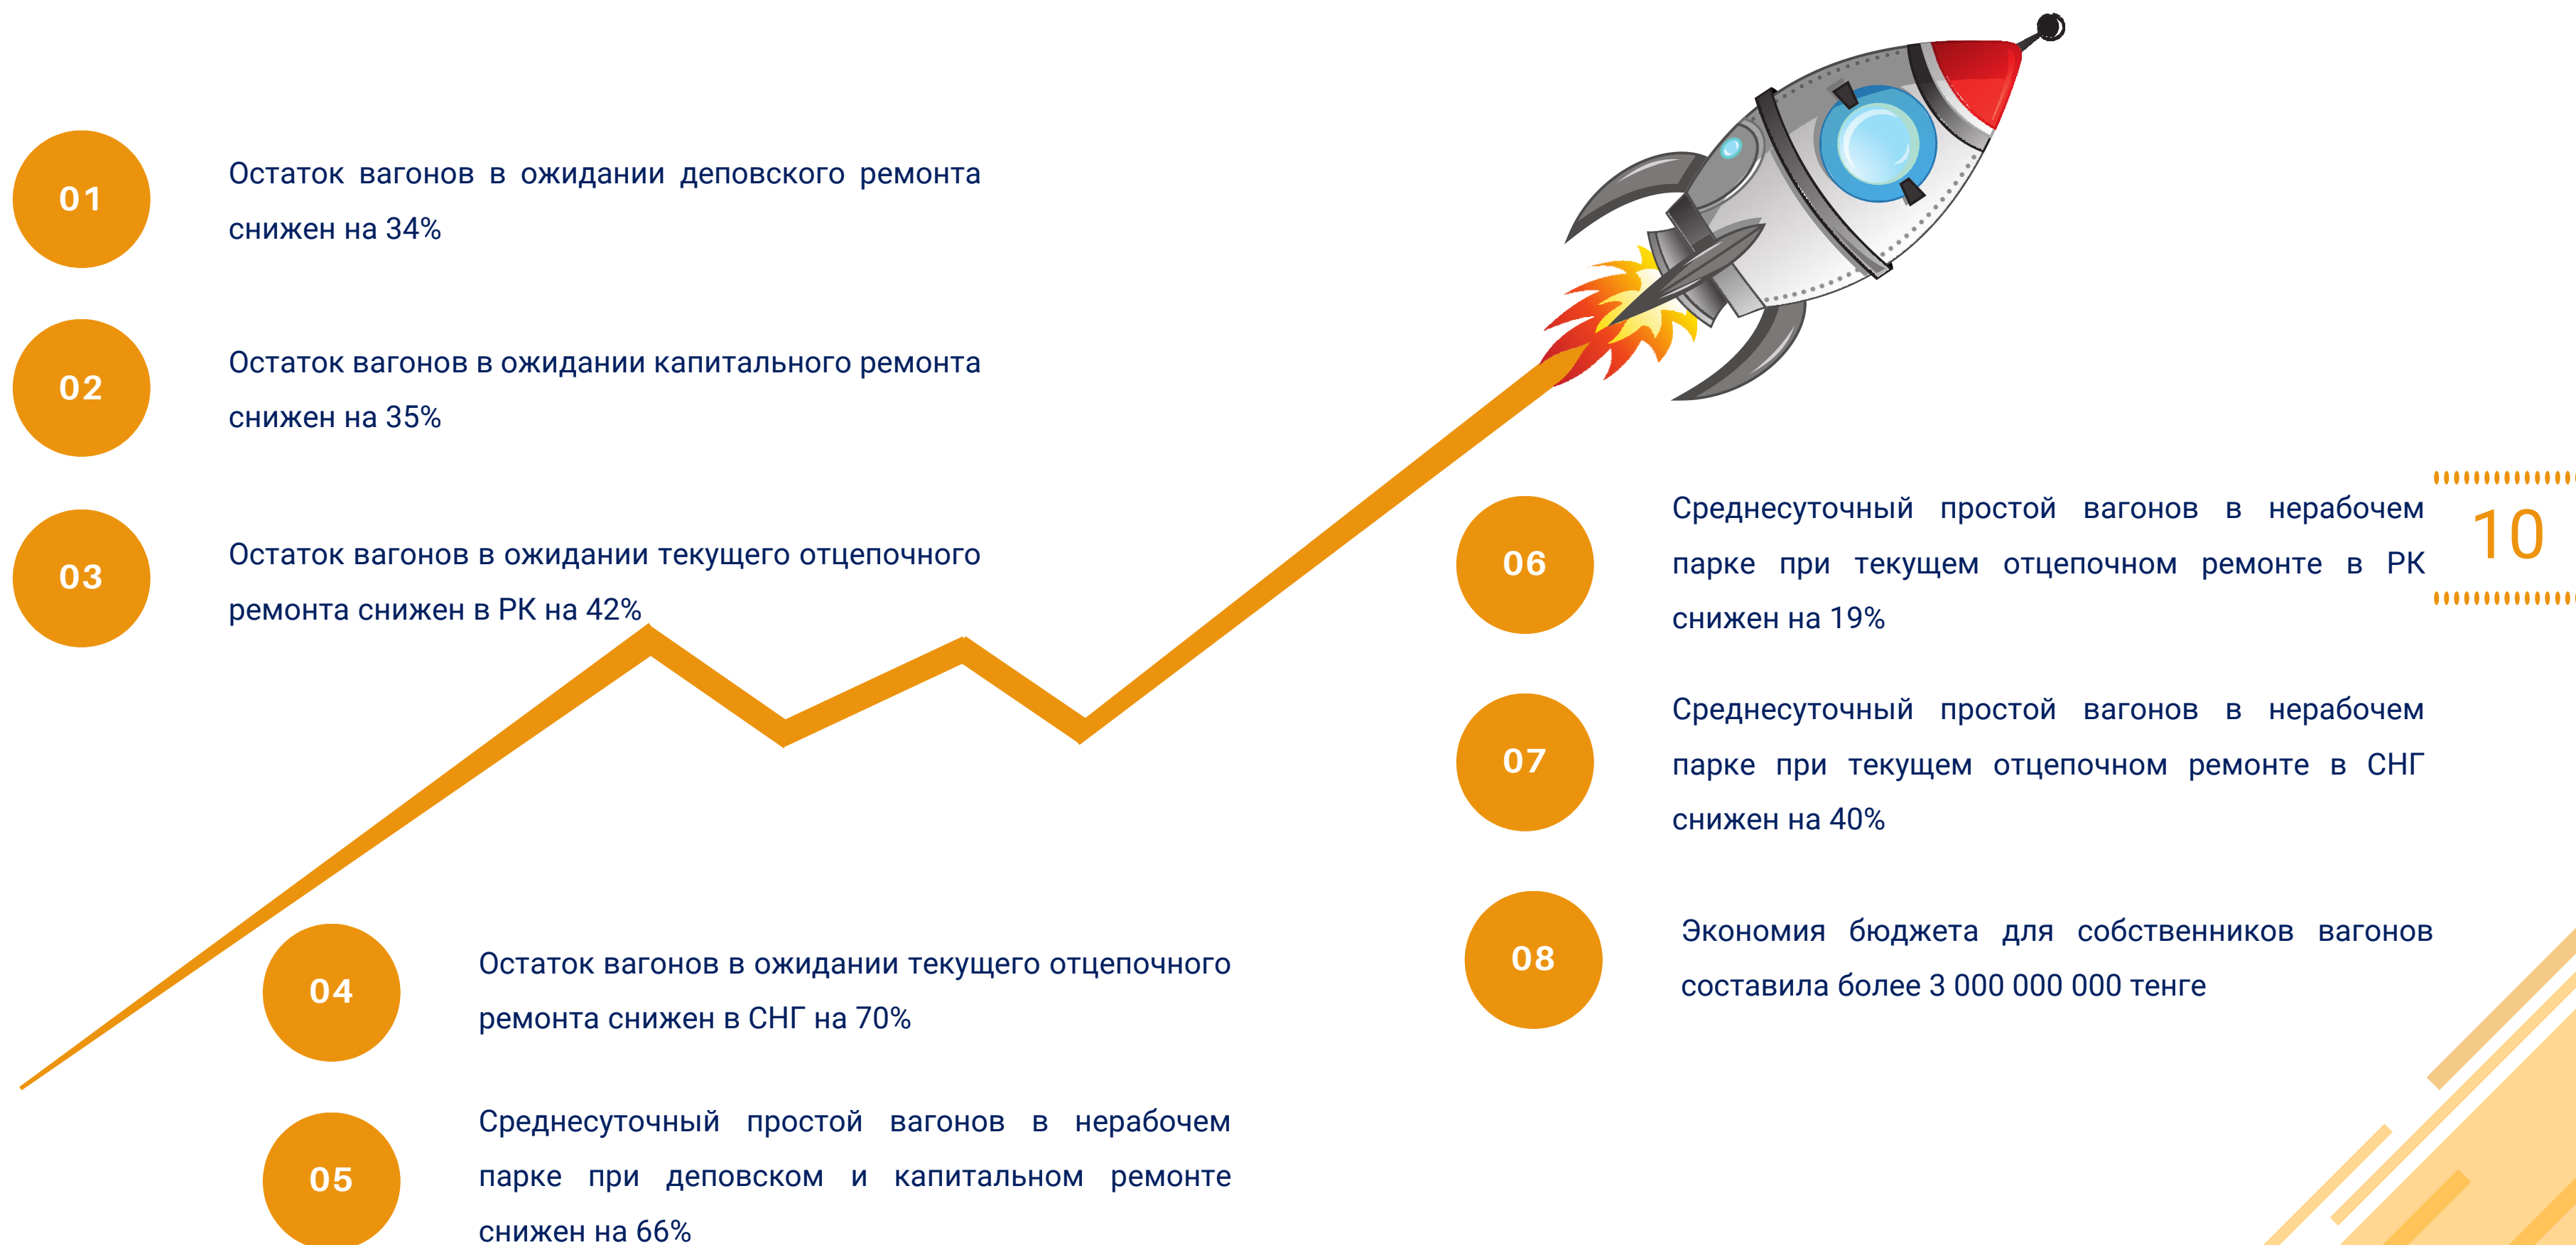 01
Остаток вагонов в ожидании деповского ремонта
снижен на 34%
02
Остаток вагонов в ожидании капитального ремонта
снижен на 35%
03
Остаток вагонов в ожидании текущего отцепочного
ремонта снижен в РК на 42%
04
Остаток вагонов в ожидании текущего отцепочного
ремонта снижен в СНГ на 70%
05
Среднесуточный простой вагонов в нерабочем
парке при деповском и капитальном ремонте
снижен на 66%
06
Среднесуточный простой вагонов в нерабочем
парке при текущем отцепочном ремонте в РК
снижен на 19%
07
Среднесуточный простой вагонов в нерабочем
парке при текущем отцепочном ремонте в СНГ
снижен на 40%
08
Экономия бюджета для собственников вагонов
составила более 3 000 000 000 тенге
10